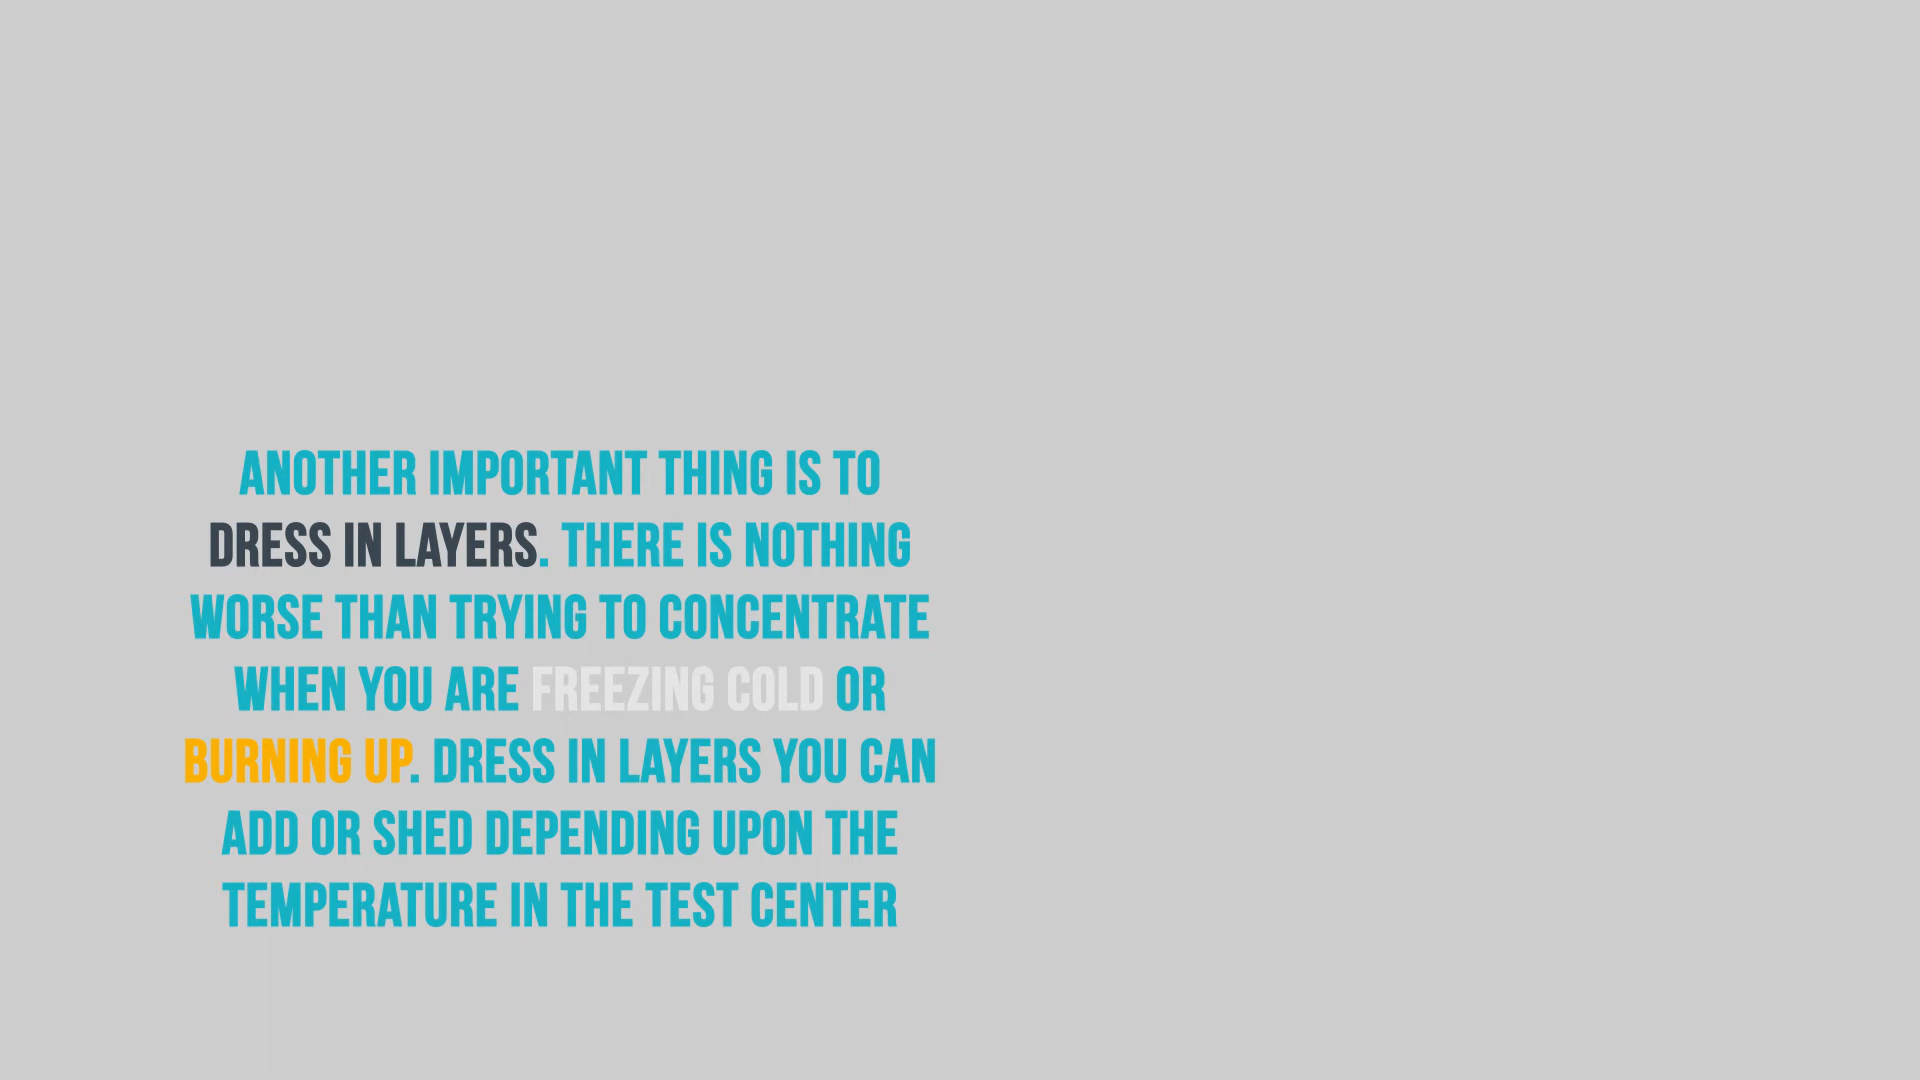 ANOTHER IMPORTANT THING IS TO
DRESS IN LAYERS. THERE IS NOTHING
WORSE THAN TRYING TO CONCENTRATE
WHEN YOU ARE FREEZING COLD OR
BURNING UP. DRESS IN LAYERS YOU CAN
ADD OR SHED DEPENDING UPON THE
TEMPERATURE IN THE TEST CENTER